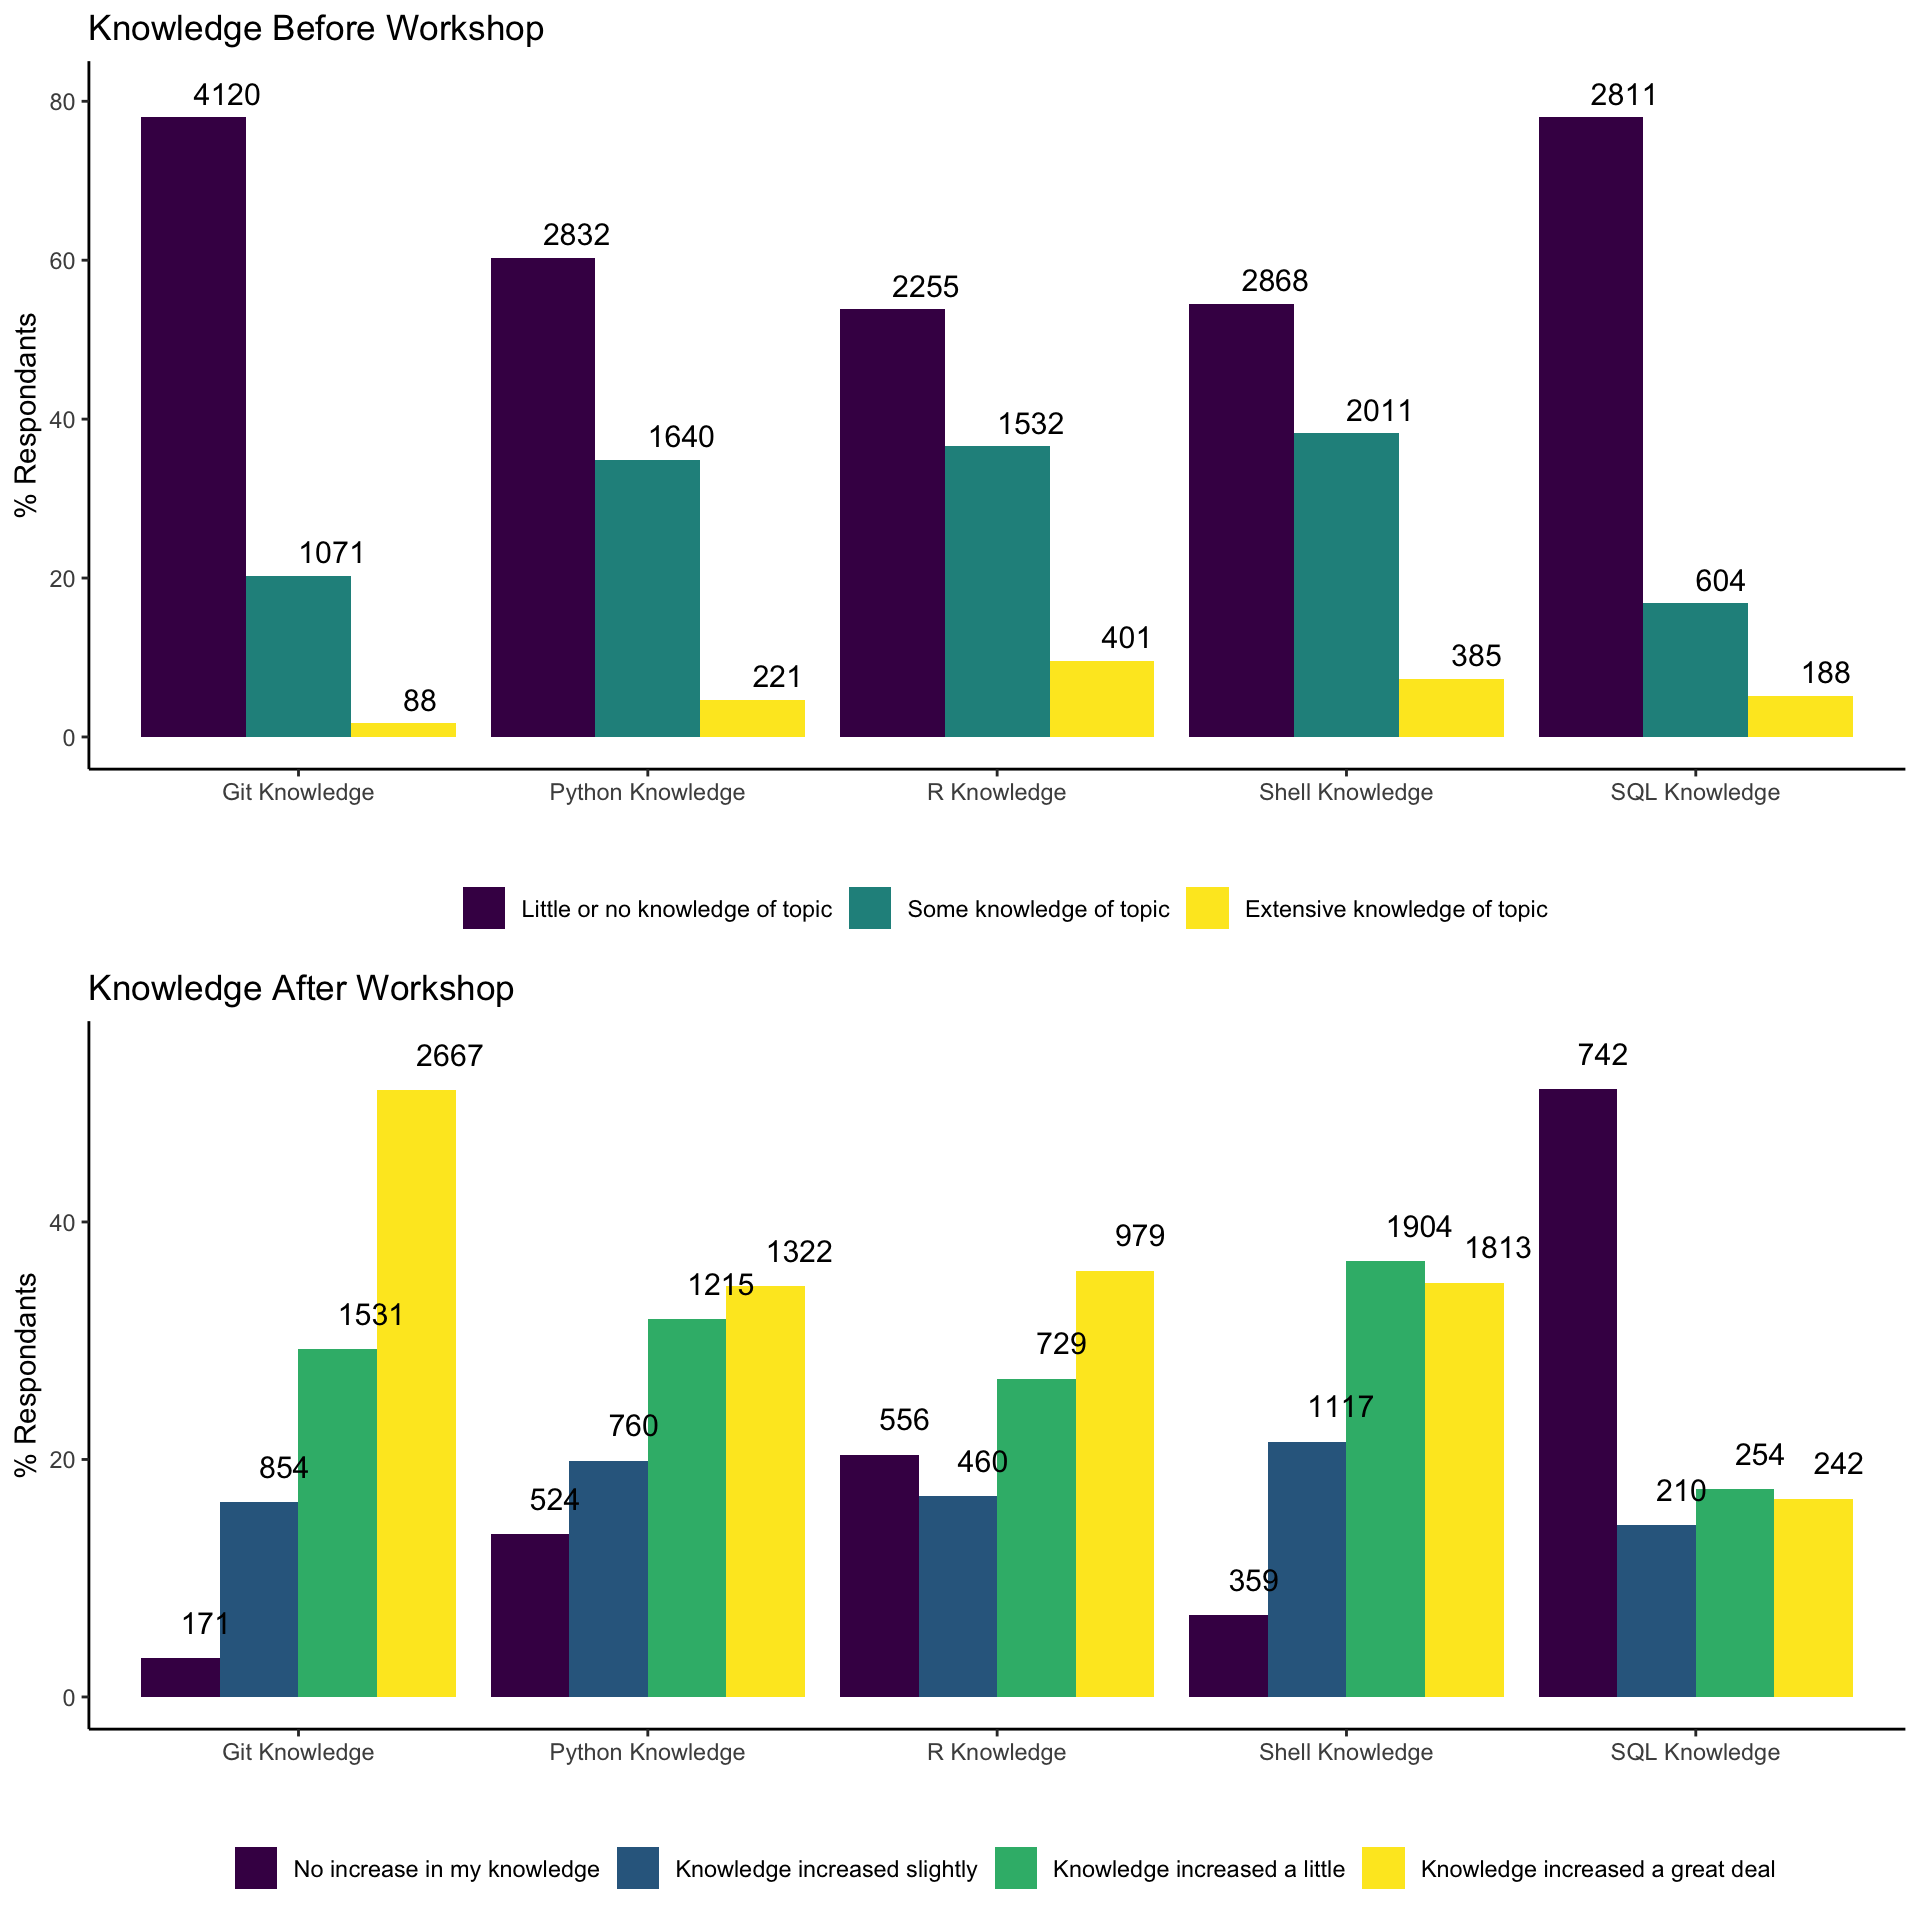 Knowledge Before Workshop
% Respondants
80
60
40
20
0
4120
1071
88
2832
1640
221
2255
1532
401
2868
2011
385
2811
604
188
Git Knowledge
Python Knowledge
R Knowledge
Shell Knowledge
SQL Knowledge
Little or no knowledge of topic
Some knowledge of topic
Extensive knowledge of topic
Knowledge After Workshop
% Respondants
40
20
0
171
854
1531
2667
524
760
1215
1322
556
460
729
979
359
1117
1904
1813
742
210
254
242
Git Knowledge
Python Knowledge
R Knowledge
Shell Knowledge
SQL Knowledge
No increase in my knowledge
Knowledge increased slightly
Knowledge increased a little
Knowledge increased a great deal